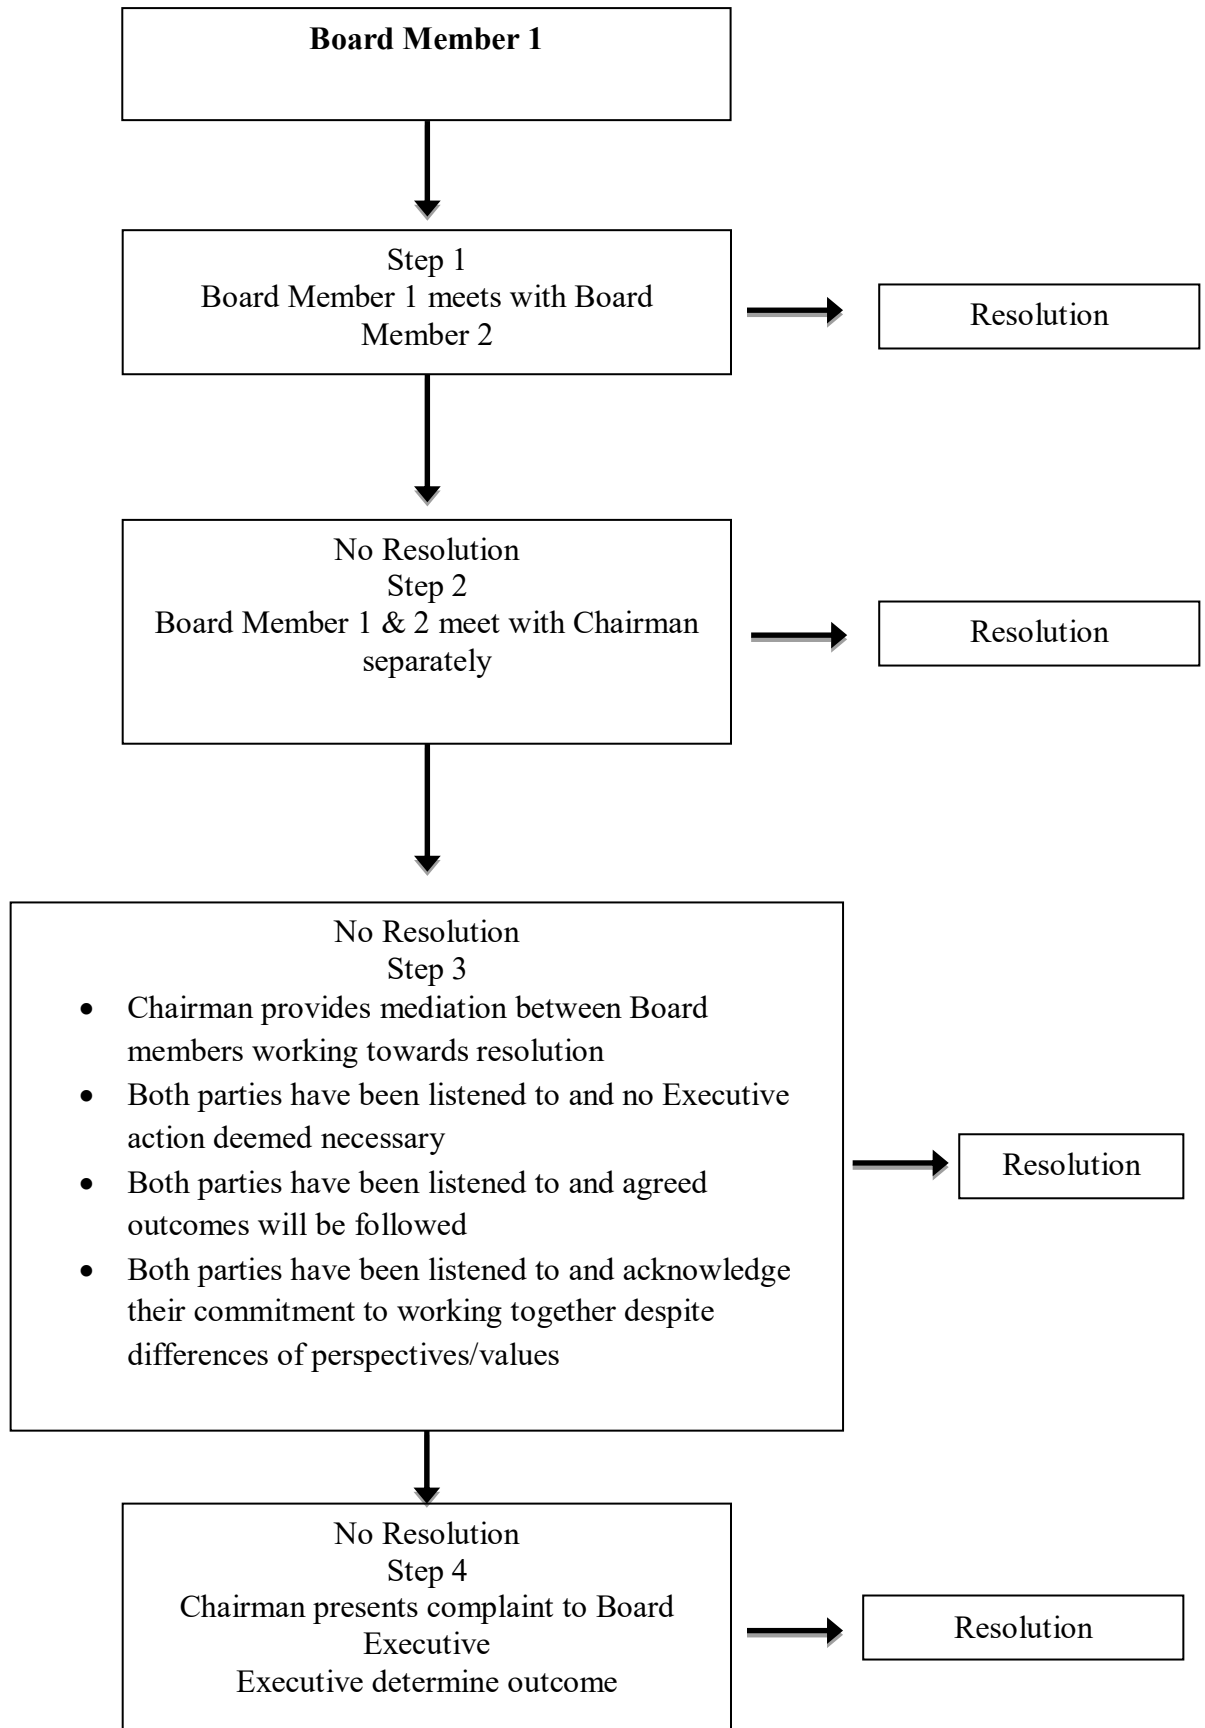 Board Member 1
Step 1
Board Member 1 meets with Board
Member 2
Resolution
No Resolution
Step 2
Board Member 1 & 2 meet with Chairman
separately
Resolution
No Resolution
Step 3
• Chairman provides mediation between Board
members working towards resolution
• Both parties have been listened to and no Executive
action deemed necessary
• Both parties have been listened to and agreed
outcomes will be followed
• Both parties have been listened to and acknowledge
their commitment to working together despite
differences of perspectives/values
Resolution
No Resolution
Step 4
Chairman presents complaint to Board
Executive
Executive determine outcome
Resolution